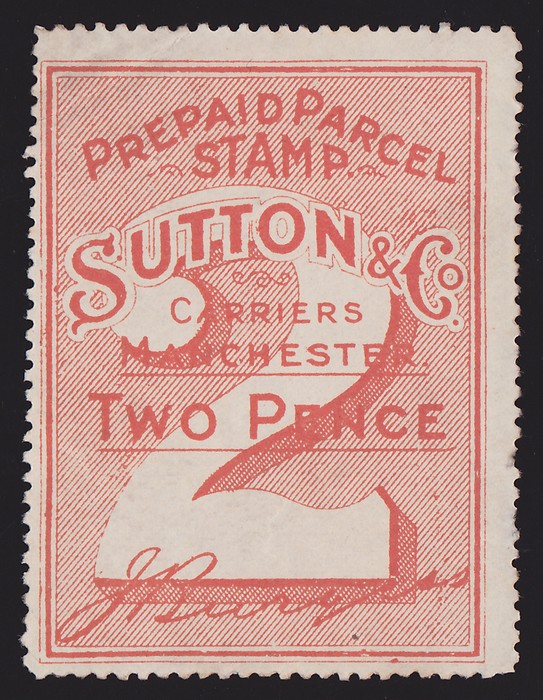 PREPAID PARCEL
STAMP.
SUTTON & Co.
CARRIERS
MANCHESTER.
TWO PENCE
2